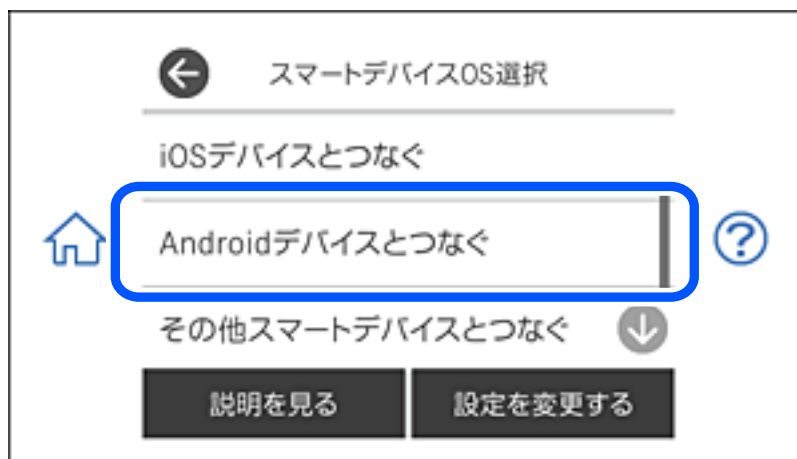 スマートデバイスOS選択
iOSデバイスとつなぐ
Androidデバイスとつなぐ
?
その他スマートデバイスとつなぐ
説明を見る
設定を変更する